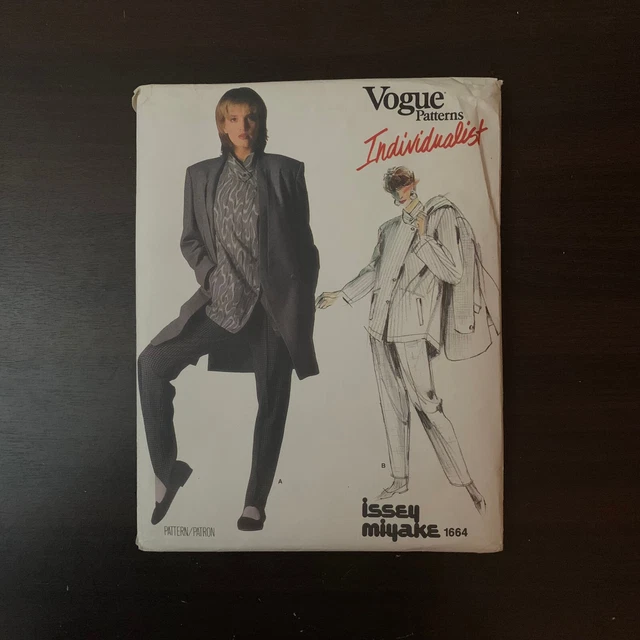 Vogue
Patterns
Individualist
A
B
PATTERN/PATRON
issey
miyake 1664